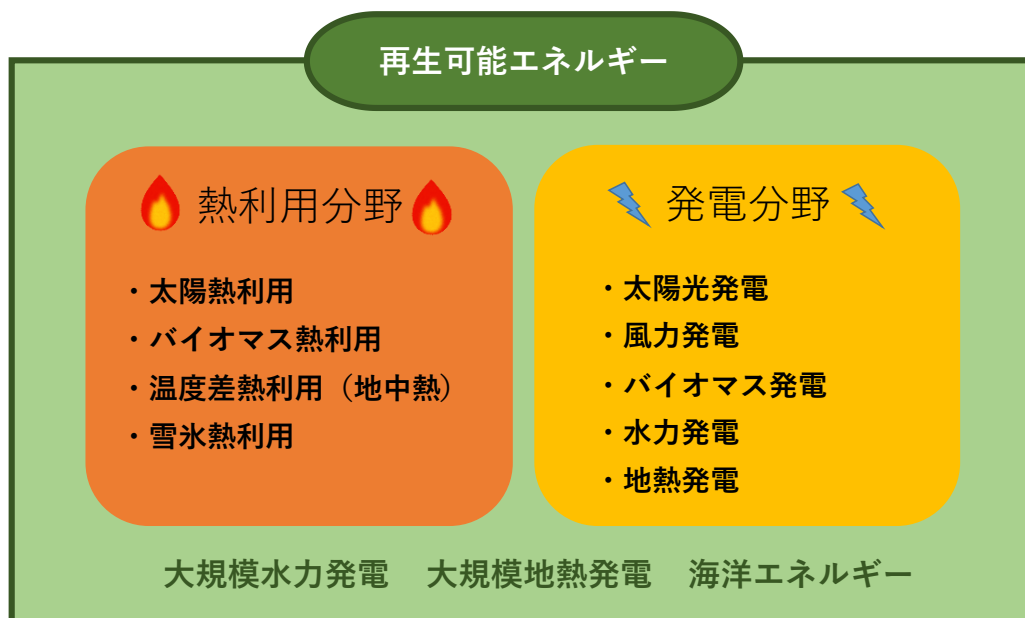 再生可能エネルギー
熱利用分野
・太陽熱利用
・バイオマス熱利用
・温度差熱利用（地中熱）
・雪氷熱利用
発電分野
・太陽光発電
・風力発電
・バイオマス発電
・水力発電
・地熱発電
大規模水力発電　大規模地熱発電　海洋エネルギー